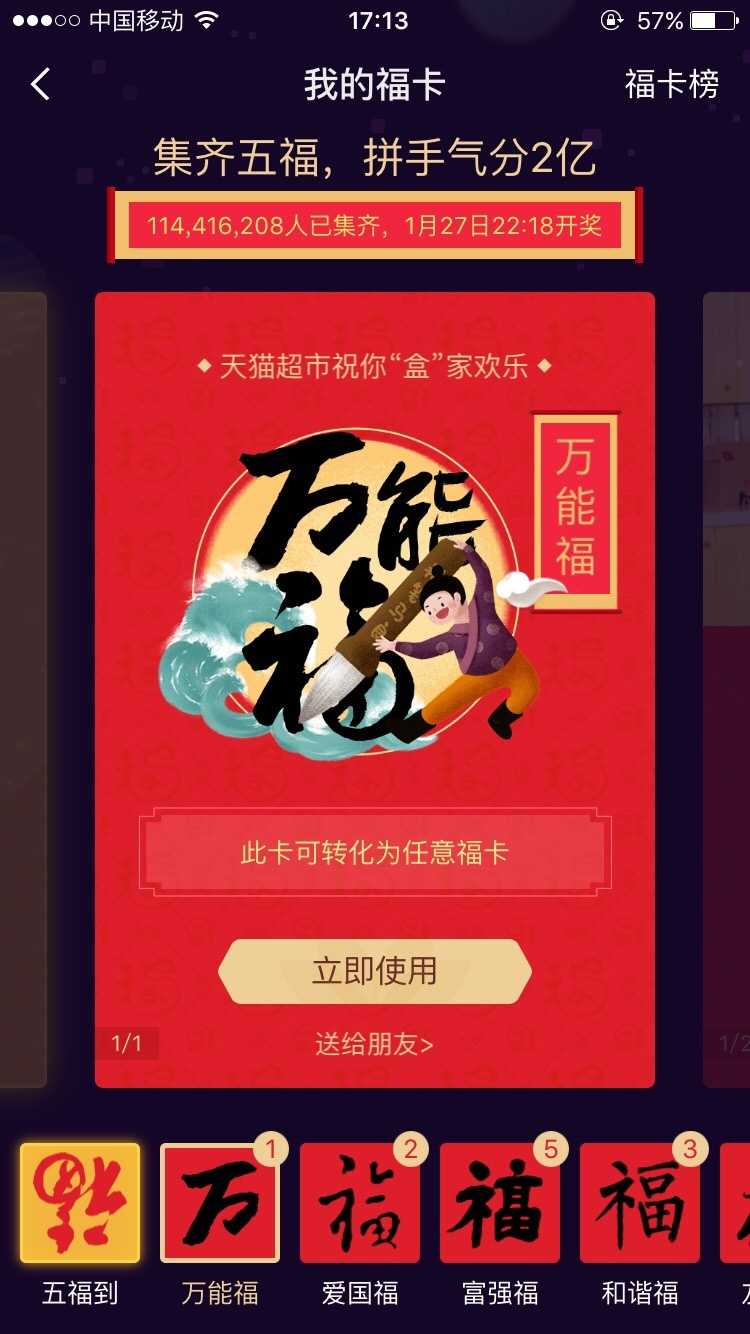 中国移动 17:13 57%
我的福卡 福卡榜
集齐五福，拼手气分2亿
114,416,208人已集齐，1月27日22:18开奖
天猫超市祝你“盒”家欢乐
万能福
万能福
此卡可转化为任意福卡
立即使用
1/1 送给朋友>
1/2
福 万 1 福 2 福 5 福 3
五福到 万能福 爱国福 富强福 和谐福